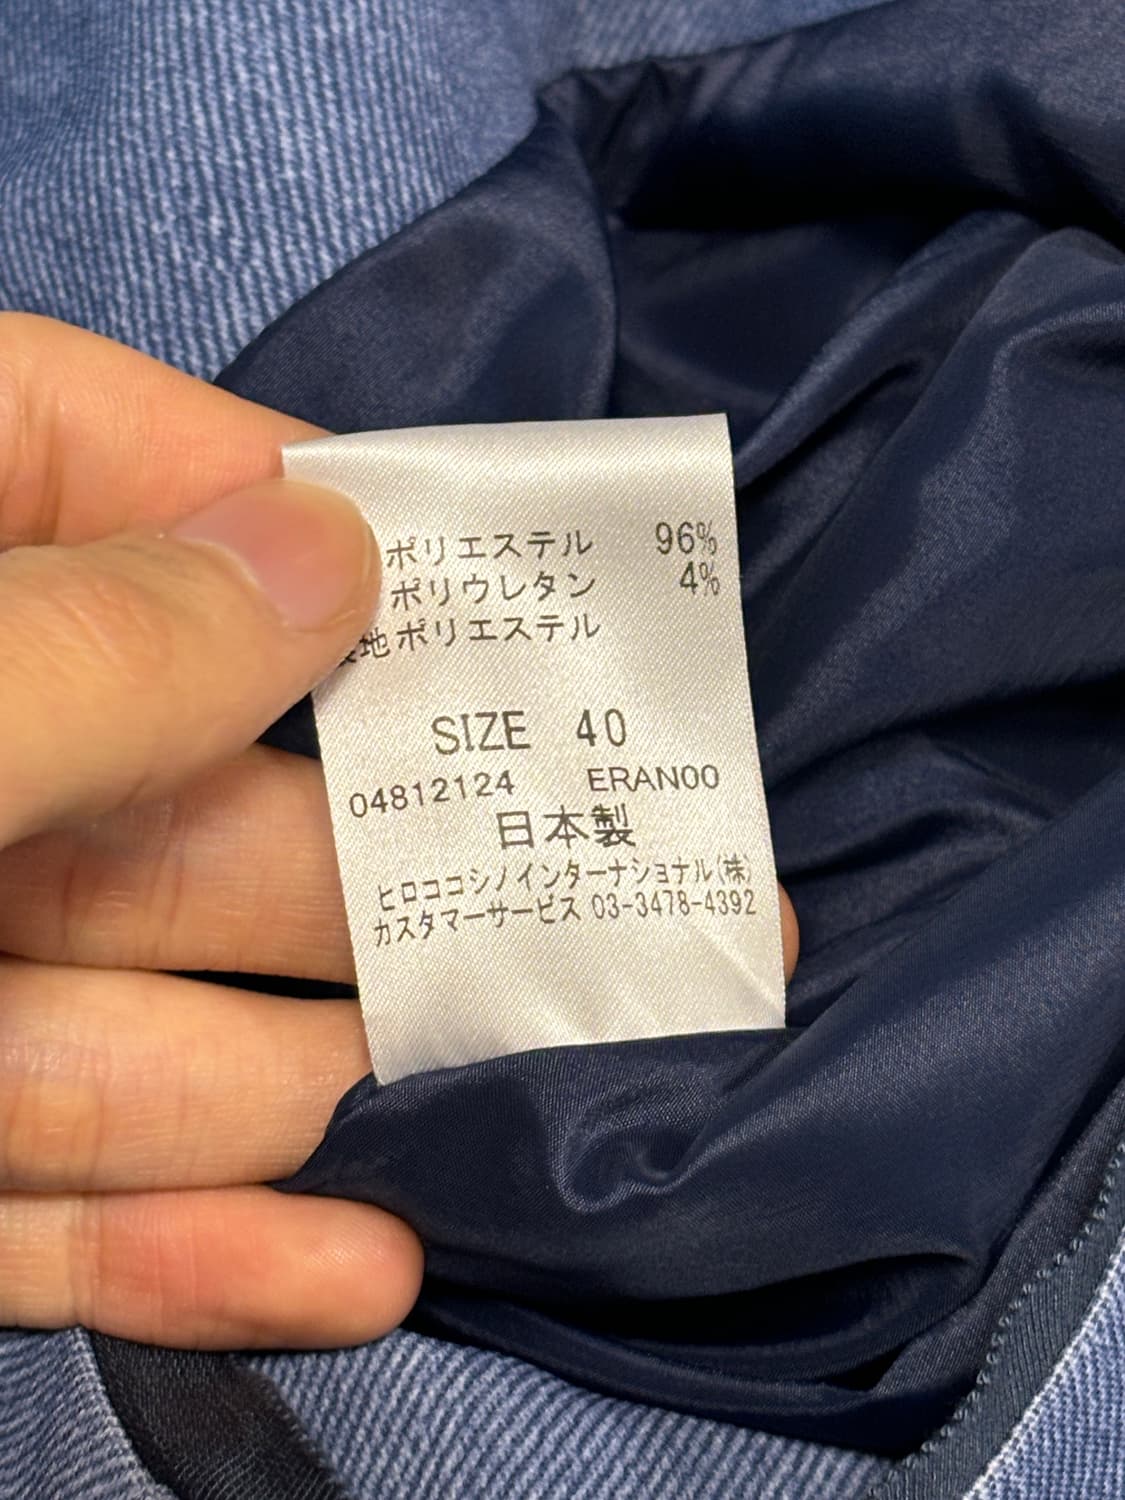 ポリエステル 96%
ポリウレタン 4%
裏地 ポリエステル
SIZE 40
04812124 ERAN00
日本製
ヒロココシノインターナショナル(株)
カスタマーサービス 03-3478-4392